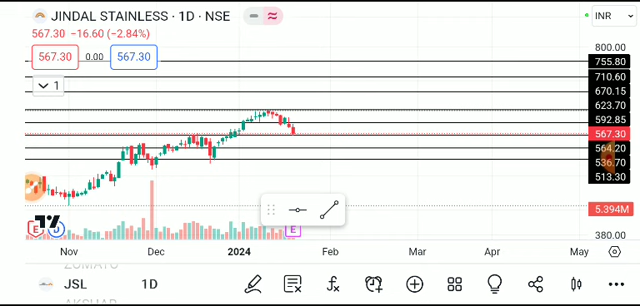 JINDAL STAINLESS · 1D · NSE
INR
567.30 −16.60 (−2.84%)
567.30 0.00 567.30
1
800.00
755.80
710.60
670.15
623.70
592.85
567.30
564.20
536.70
513.30
5.394M
380.00
E D E
Nov Dec 2024 Feb Mar Apr May
ZOMATO
JSL 1D
AKSHAR